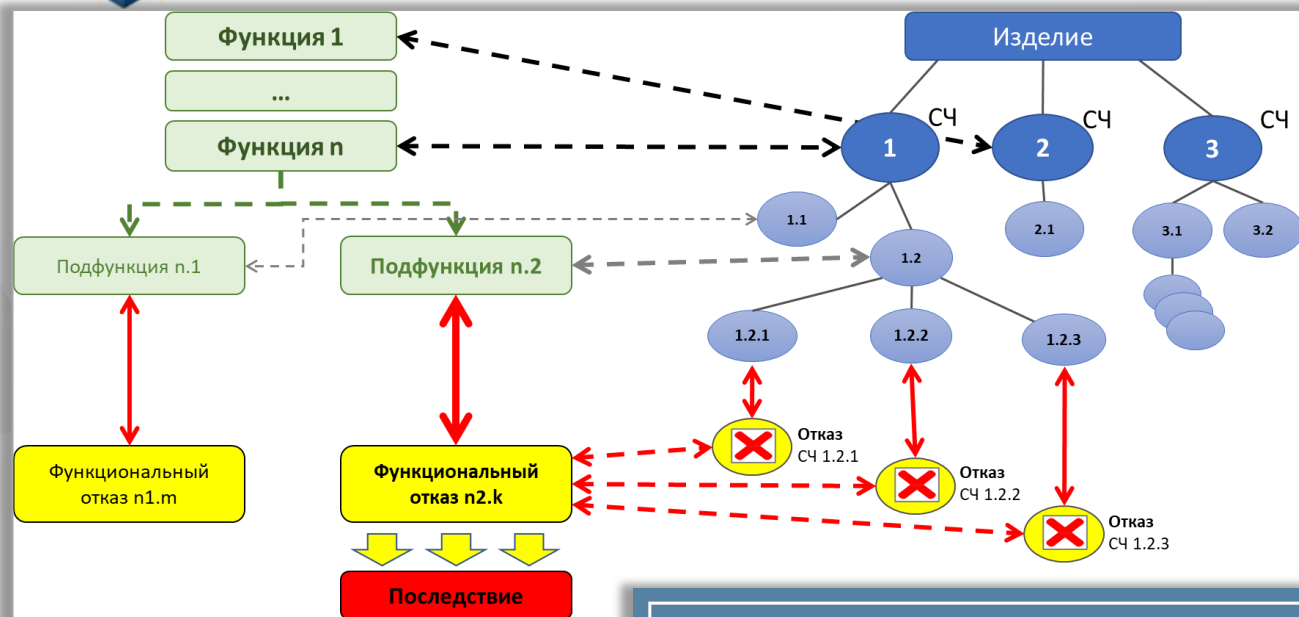 Функция 1
Изделие
...
СЧ
СЧ
СЧ
Функция n
1
2
3
1.1
2.1
3.1
3.2
Подфункция n.1
Подфункция n.2
1.2
1.2.1
1.2.2
1.2.3
Отказ
СЧ 1.2.1
Функциональный
отказ n1.m
Функциональный
отказ n2.k
Отказ
СЧ 1.2.2
Отказ
СЧ 1.2.3
Последствие